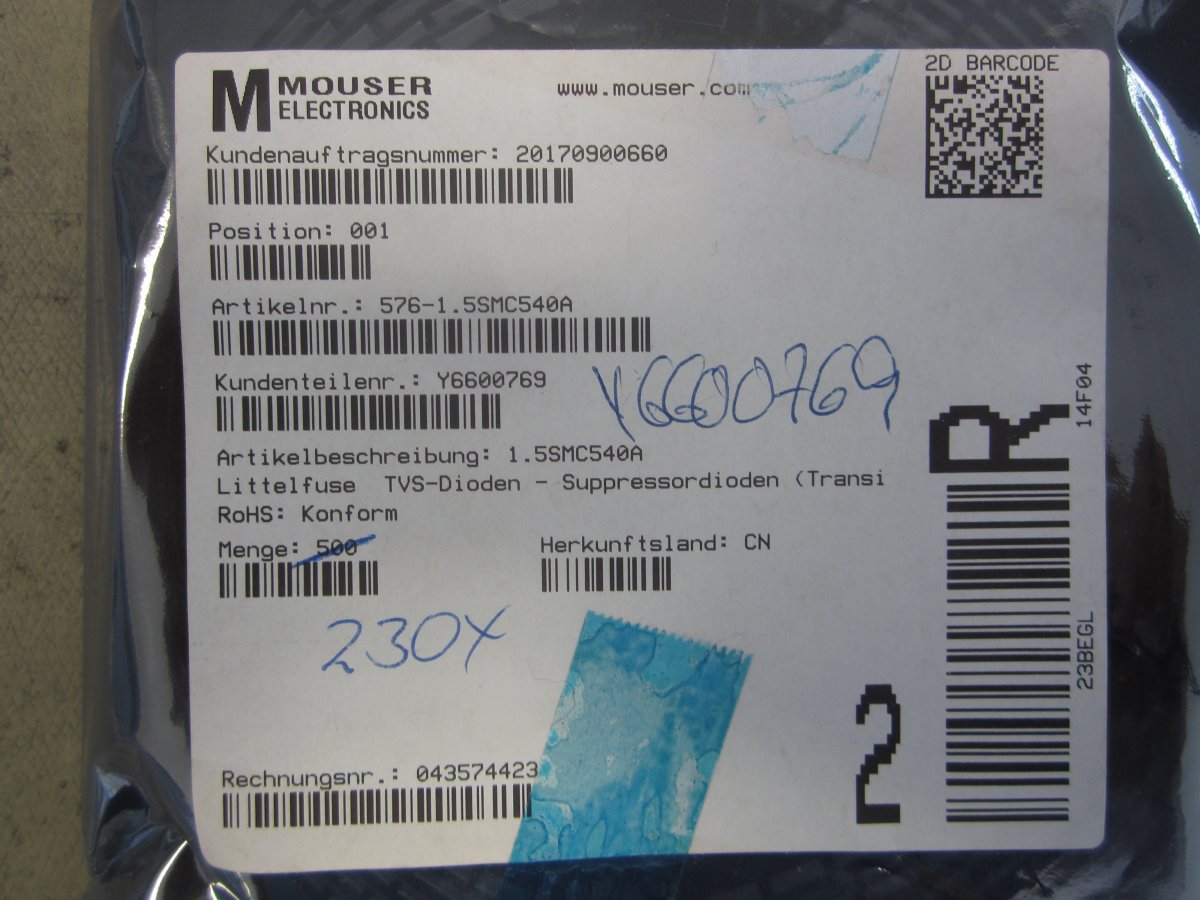 M MOUSER
ELECTRONICS
www.mouser.com
2D BARCODE
Kundenauftragsnummer: 20170900660
Position: 001
Artikelnr.: 576-1.5SMC540A
Kundenteilenr.: Y6600769
Y6600769
Artikelbeschreibung: 1.5SMC540A
Littelfuse TVS-Dioden - Suppressordioden (Transi
RoHS: Konform
Menge: 500
Herkunftsland: CN
230X
Rechnungsnr.: 043574423
R
14F04
23BEGL
2